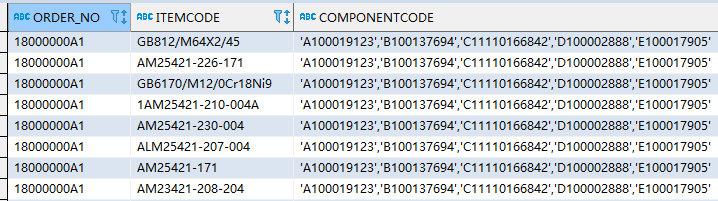 ABC ORDER_NO ABC ITEMCODE ABC COMPONENTCODE
18000000A1 GB812/M64X2/45 'A100019123','B100137694','C11110166842','D100002888','E100017905'
18000000A1 AM25421-226-171 'A100019123','B100137694','C11110166842','D100002888','E100017905'
18000000A1 GB6170/M12/0Cr18Ni9 'A100019123','B100137694','C11110166842','D100002888','E100017905'
18000000A1 1AM25421-210-004A 'A100019123','B100137694','C11110166842','D100002888','E100017905'
18000000A1 AM25421-230-004 'A100019123','B100137694','C11110166842','D100002888','E100017905'
18000000A1 ALM25421-207-004 'A100019123','B100137694','C11110166842','D100002888','E100017905'
18000000A1 AM25421-171 'A100019123','B100137694','C11110166842','D100002888','E100017905'
18000000A1 AM23421-208-204 'A100019123','B100137694','C11110166842','D100002888','E100017905'